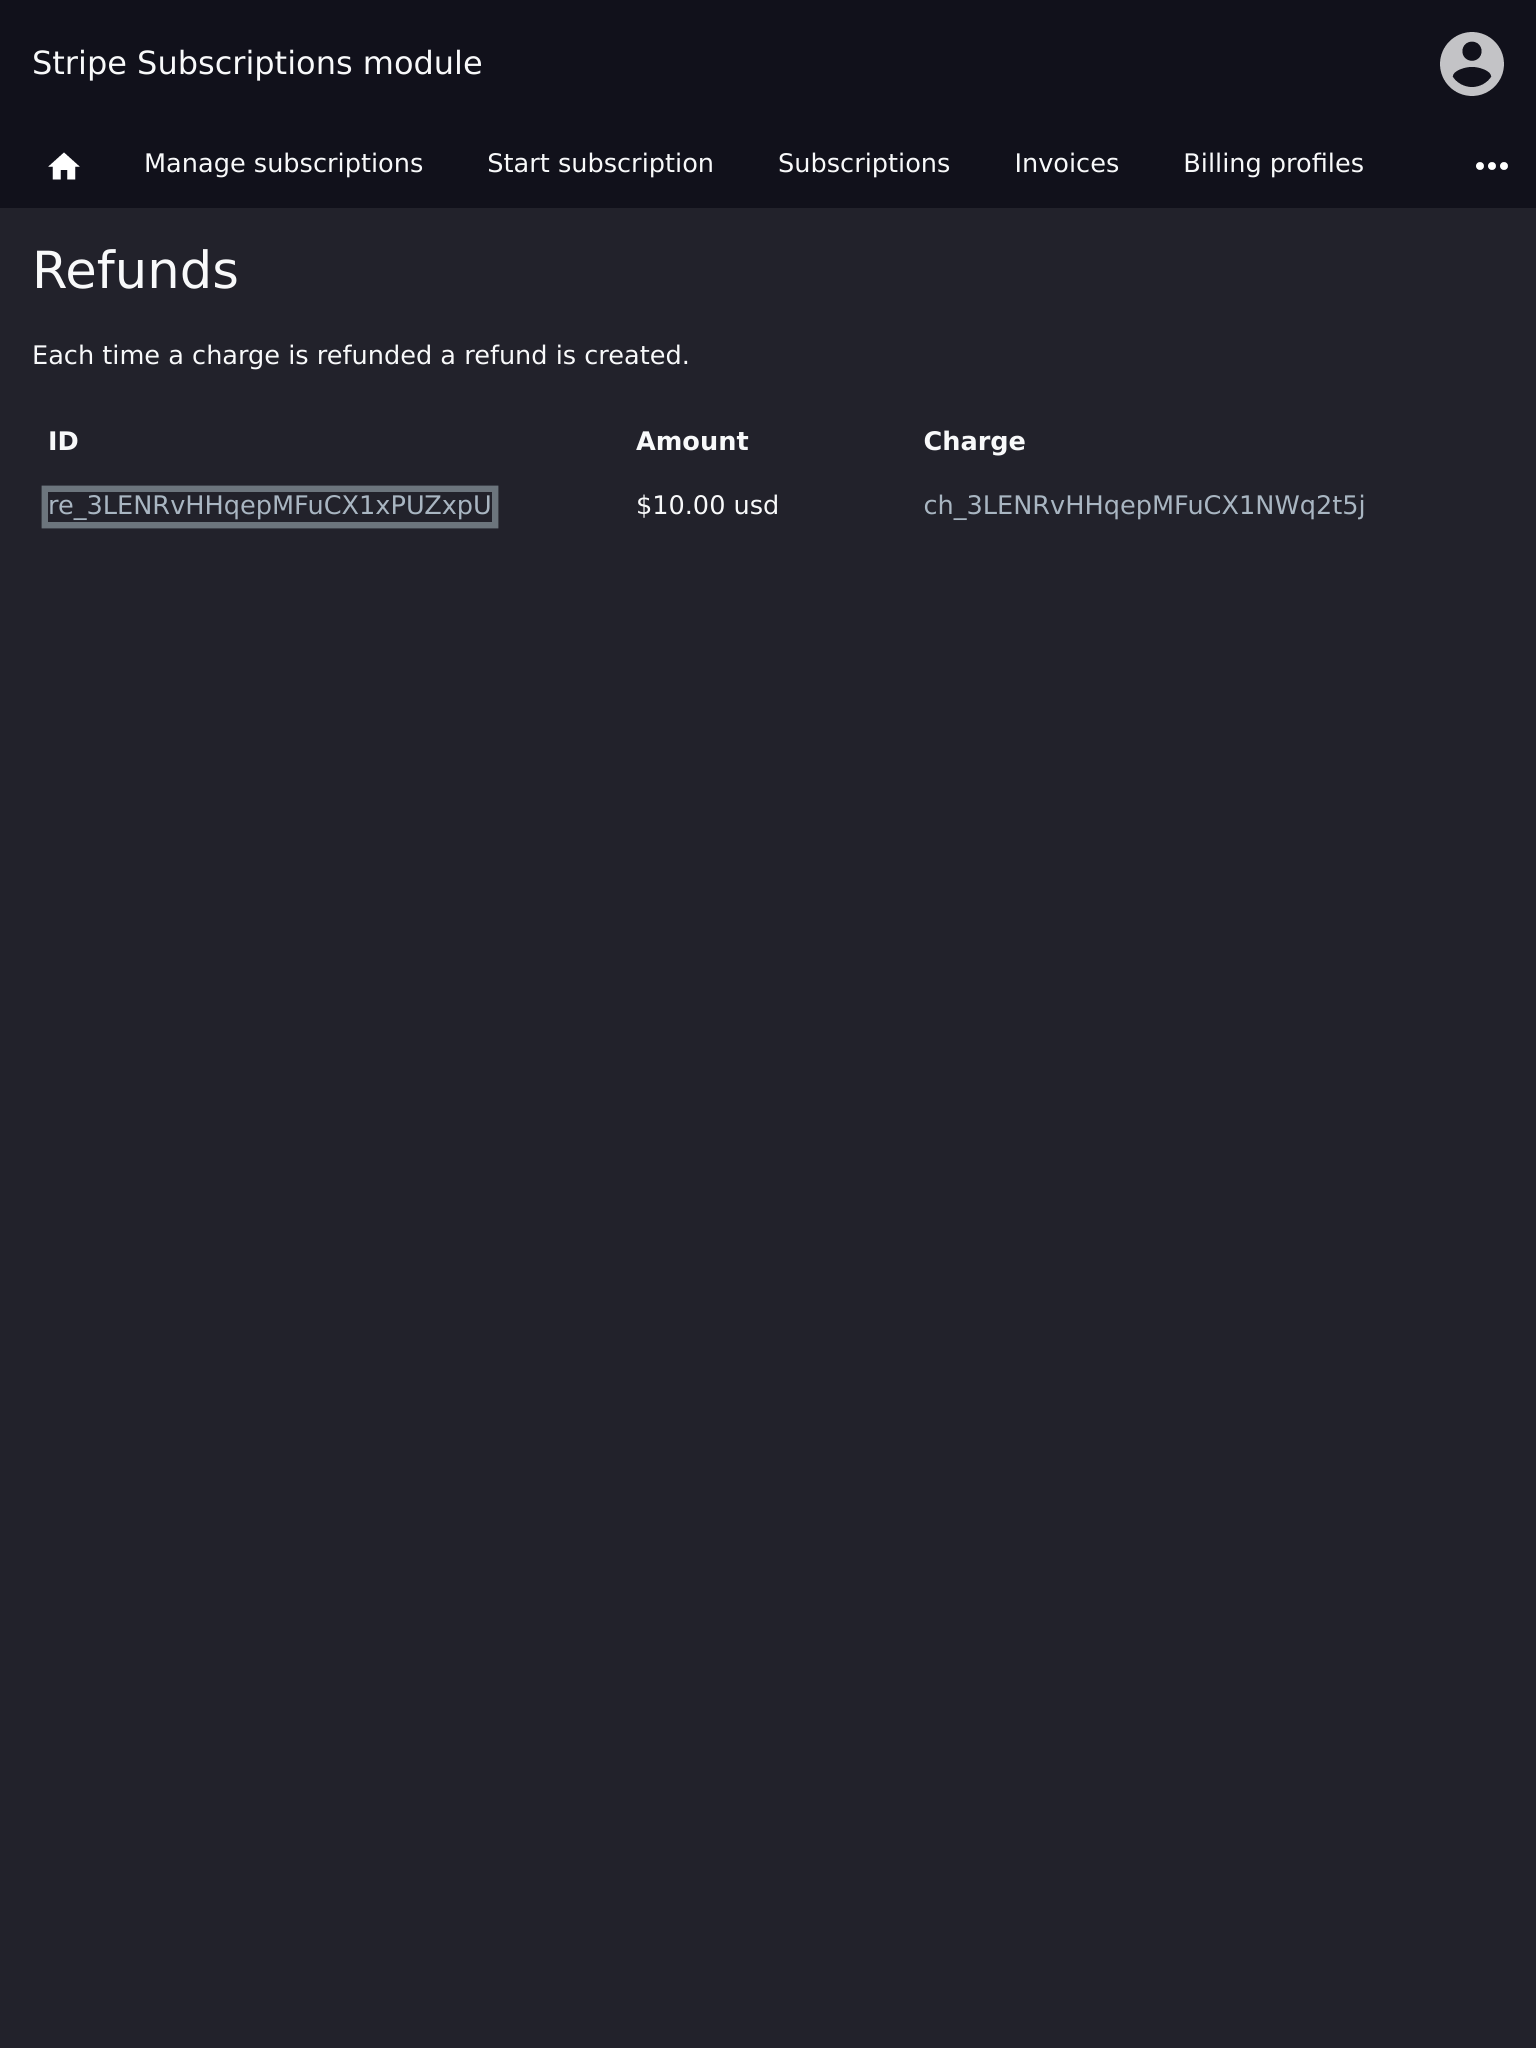 Stripe Subscriptions module
Manage subscriptions Start subscription Subscriptions Invoices Billing profiles
Refunds
Each time a charge is refunded a refund is created.
ID Amount Charge
re_3LENRvHHqepMFuCX1xPUZxpU $10.00 usd ch_3LENRvHHqepMFuCX1NWq2t5j